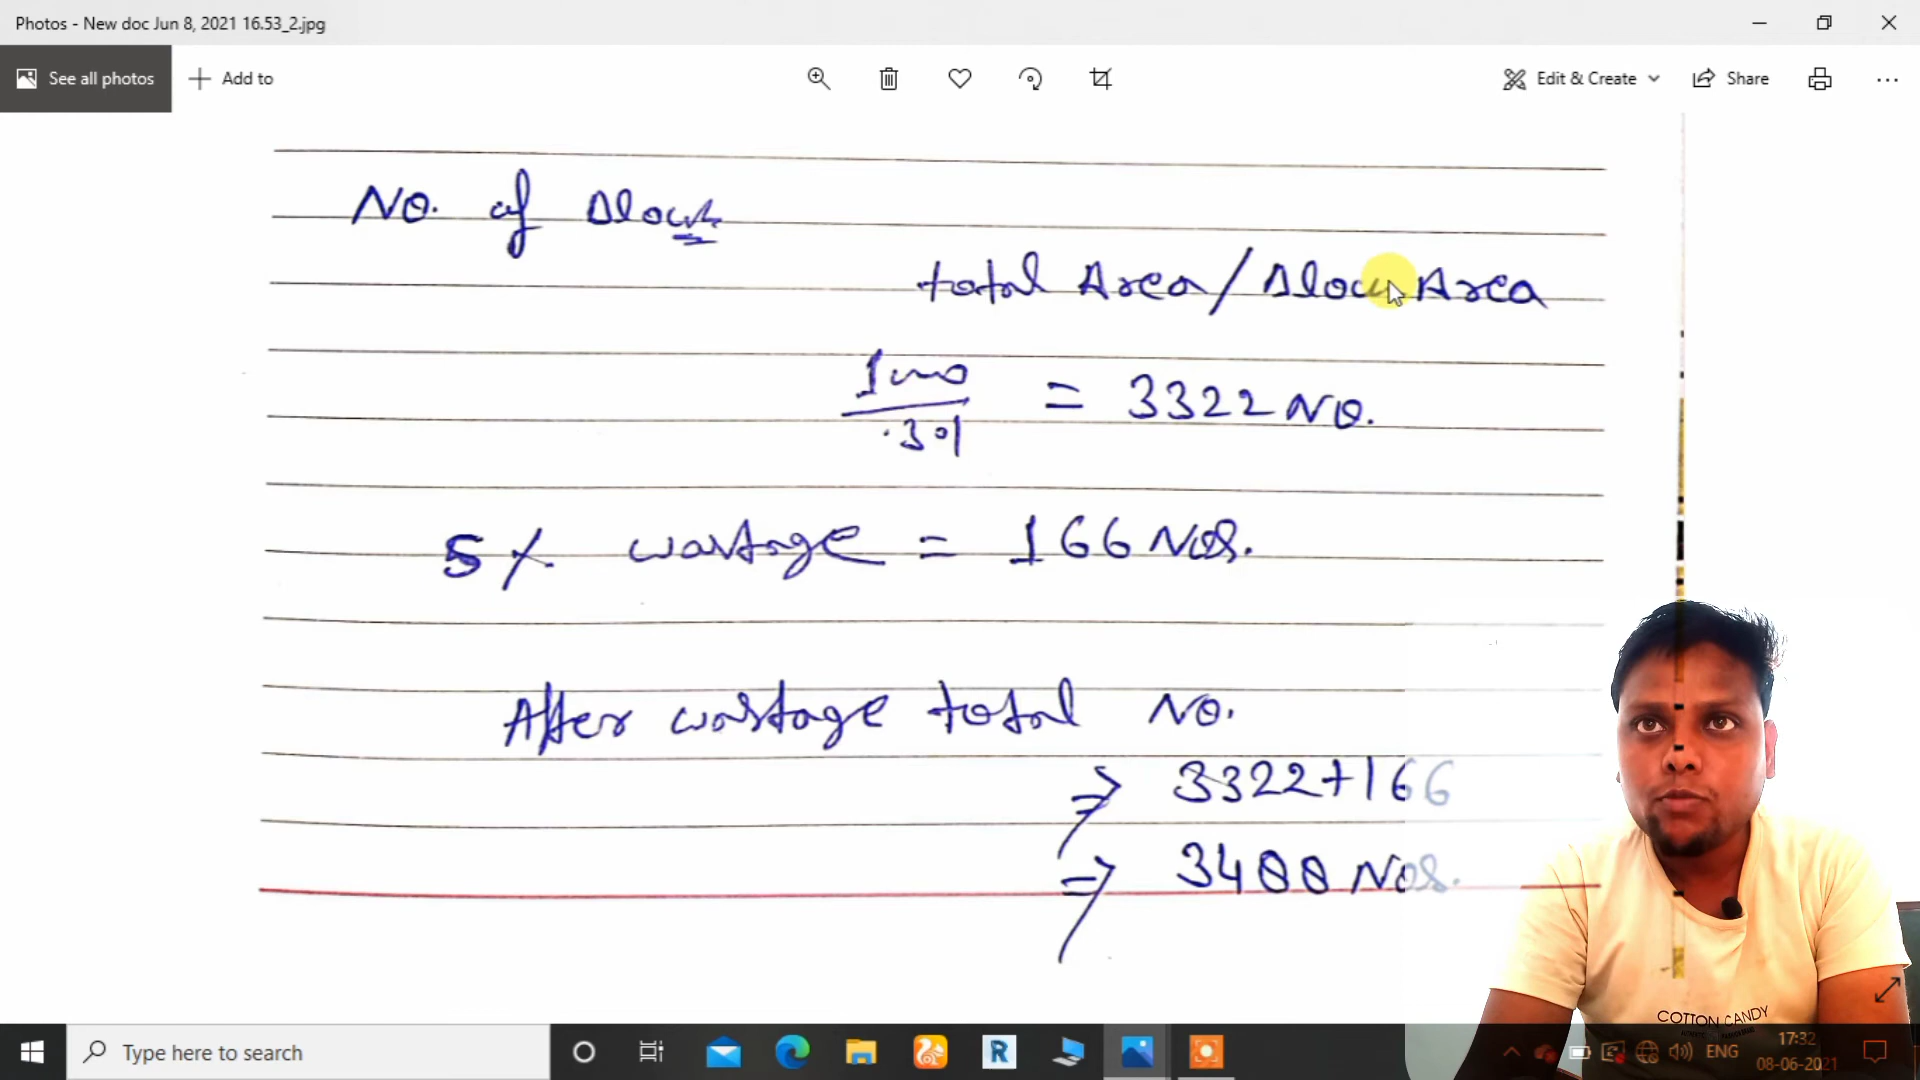 Photos - New doc Jun 8, 2021 16.53_2.jpg
See all photos
Add to
Edit & Create
Share
No. of Block
total Area/Block Area
1000
.301
= 3322 No.
5% wastage = 166 Nos.
After wastage total No.
⇒ 3322+166
⇒ 3488 Nos.
COTTON CANDY
Type here to search
R
ENG
17:32
08-06-2021